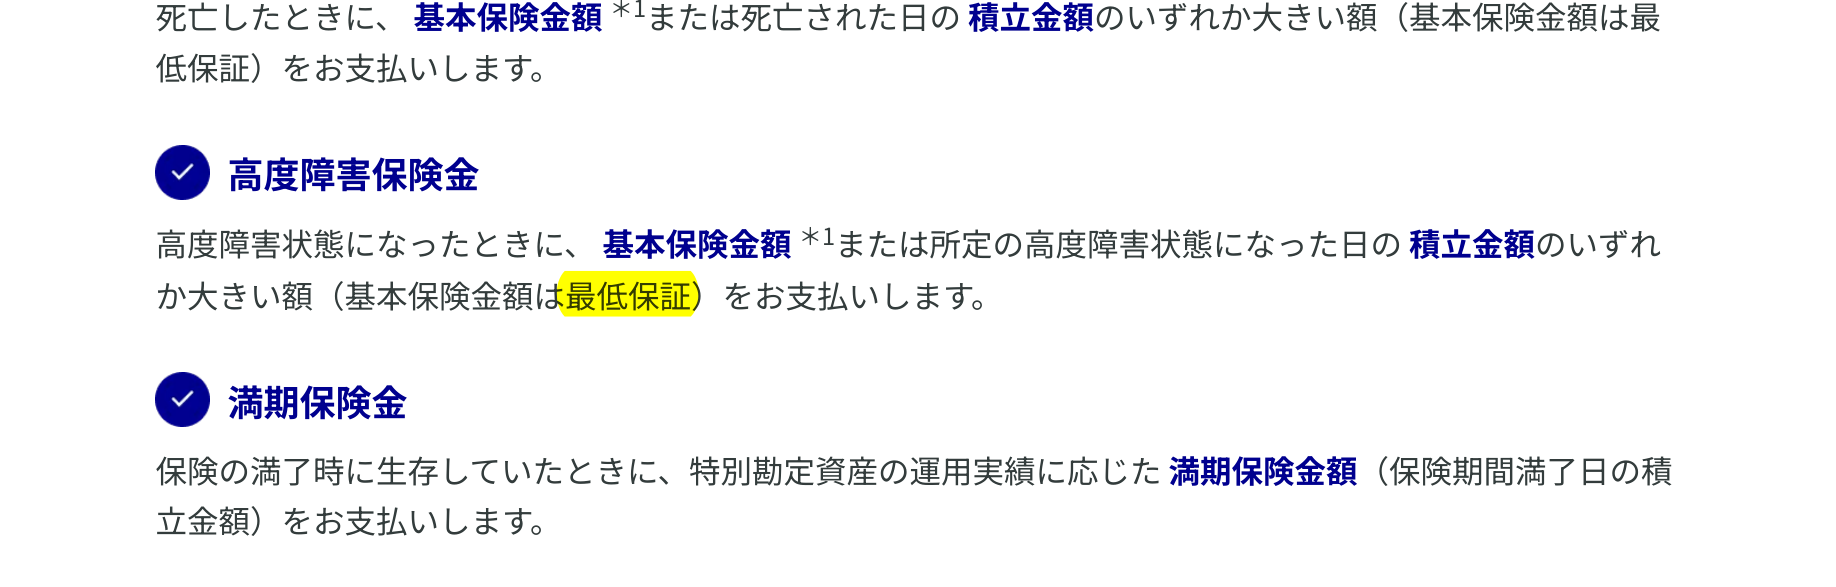 死亡したときに、 基本保険金額 ＊1または死亡された日の 積立金額のいずれか大きい額（基本保険金額は最
低保証）をお支払いします。
高度障害保険金
高度障害状態になったときに、 基本保険金額 ＊1または所定の高度障害状態になった日の 積立金額のいずれ
か大きい額（基本保険金額は最低保証）をお支払いします。
満期保険金
保険の満了時に生存していたときに、特別勘定資産の運用実績に応じた 満期保険金額（保険期間満了日の積
立金額）をお支払いします。